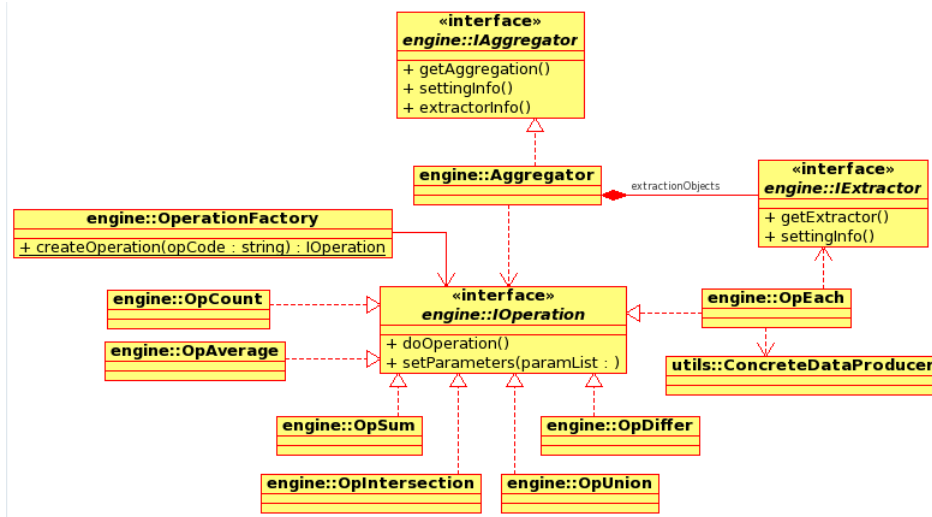 «interface»
engine::IAggregator
+ getAggregation()
+ settingInfo()
+ extractorInfo()
engine::Aggregator
extractionObjects
«interface»
engine::IExtractor
+ getExtractor()
+ settingInfo()
engine::OperationFactory
+ createOperation(opCode : string) : IOperation
«interface»
engine::IOperation
+ doOperation()
+ setParameters(paramList : )
engine::OpCount
engine::OpEach
engine::OpAverage
utils::ConcreteDataProducer
engine::OpSum
engine::OpDiffer
engine::OpIntersection
engine::OpUnion